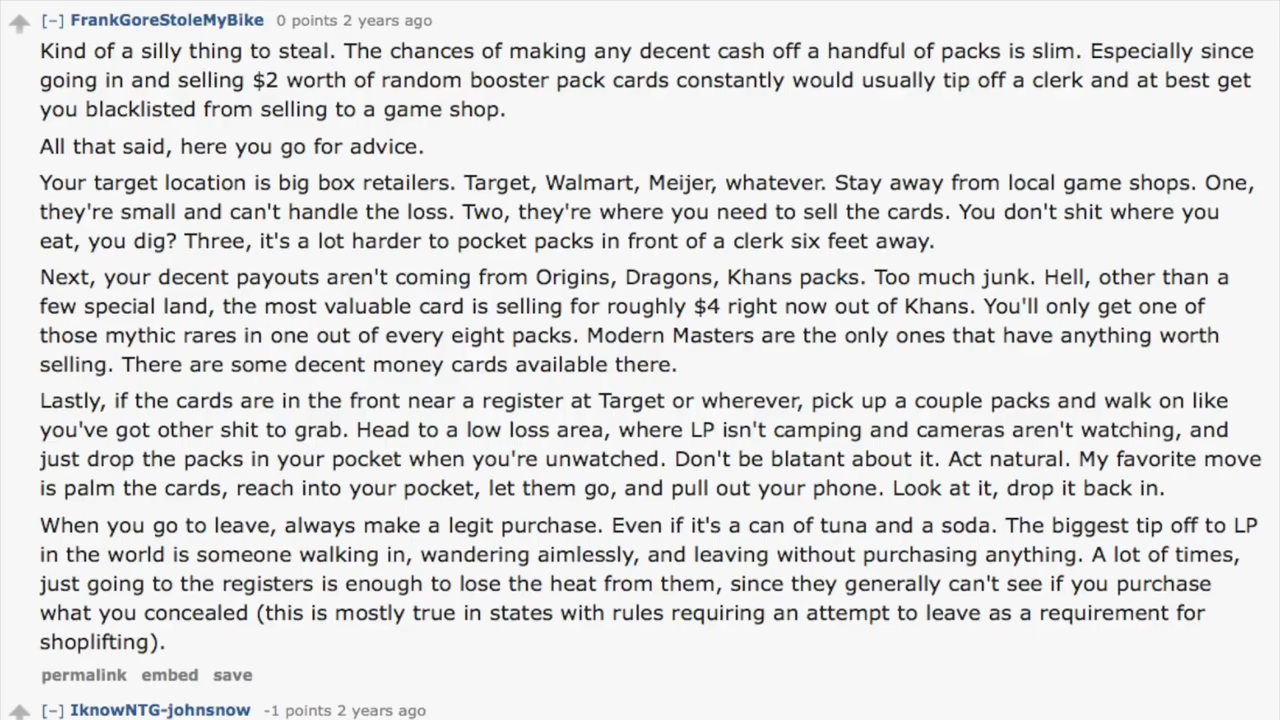 [–] FrankGoreStoleMyBike 0 points 2 years ago
Kind of a silly thing to steal. The chances of making any decent cash off a handful of packs is slim. Especially since
going in and selling $2 worth of random booster pack cards constantly would usually tip off a clerk and at best get
you blacklisted from selling to a game shop.
All that said, here you go for advice.
Your target location is big box retailers. Target, Walmart, Meijer, whatever. Stay away from local game shops. One,
they're small and can't handle the loss. Two, they're where you need to sell the cards. You don't shit where you
eat, you dig? Three, it's a lot harder to pocket packs in front of a clerk six feet away.
Next, your decent payouts aren't coming from Origins, Dragons, Khans packs. Too much junk. Hell, other than a
few special land, the most valuable card is selling for roughly $4 right now out of Khans. You'll only get one of
those mythic rares in one out of every eight packs. Modern Masters are the only ones that have anything worth
selling. There are some decent money cards available there.
Lastly, if the cards are in the front near a register at Target or wherever, pick up a couple packs and walk on like
you've got other shit to grab. Head to a low loss area, where LP isn't camping and cameras aren't watching, and
just drop the packs in your pocket when you're unwatched. Don't be blatant about it. Act natural. My favorite move
is palm the cards, reach into your pocket, let them go, and pull out your phone. Look at it, drop it back in.
When you go to leave, always make a legit purchase. Even if it's a can of tuna and a soda. The biggest tip off to LP
in the world is someone walking in, wandering aimlessly, and leaving without purchasing anything. A lot of times,
just going to the registers is enough to lose the heat from them, since they generally can't see if you purchase
what you concealed (this is mostly true in states with rules requiring an attempt to leave as a requirement for
shoplifting).
permalink embed save
[–] IknowNTG-johnsnow -1 points 2 years ago